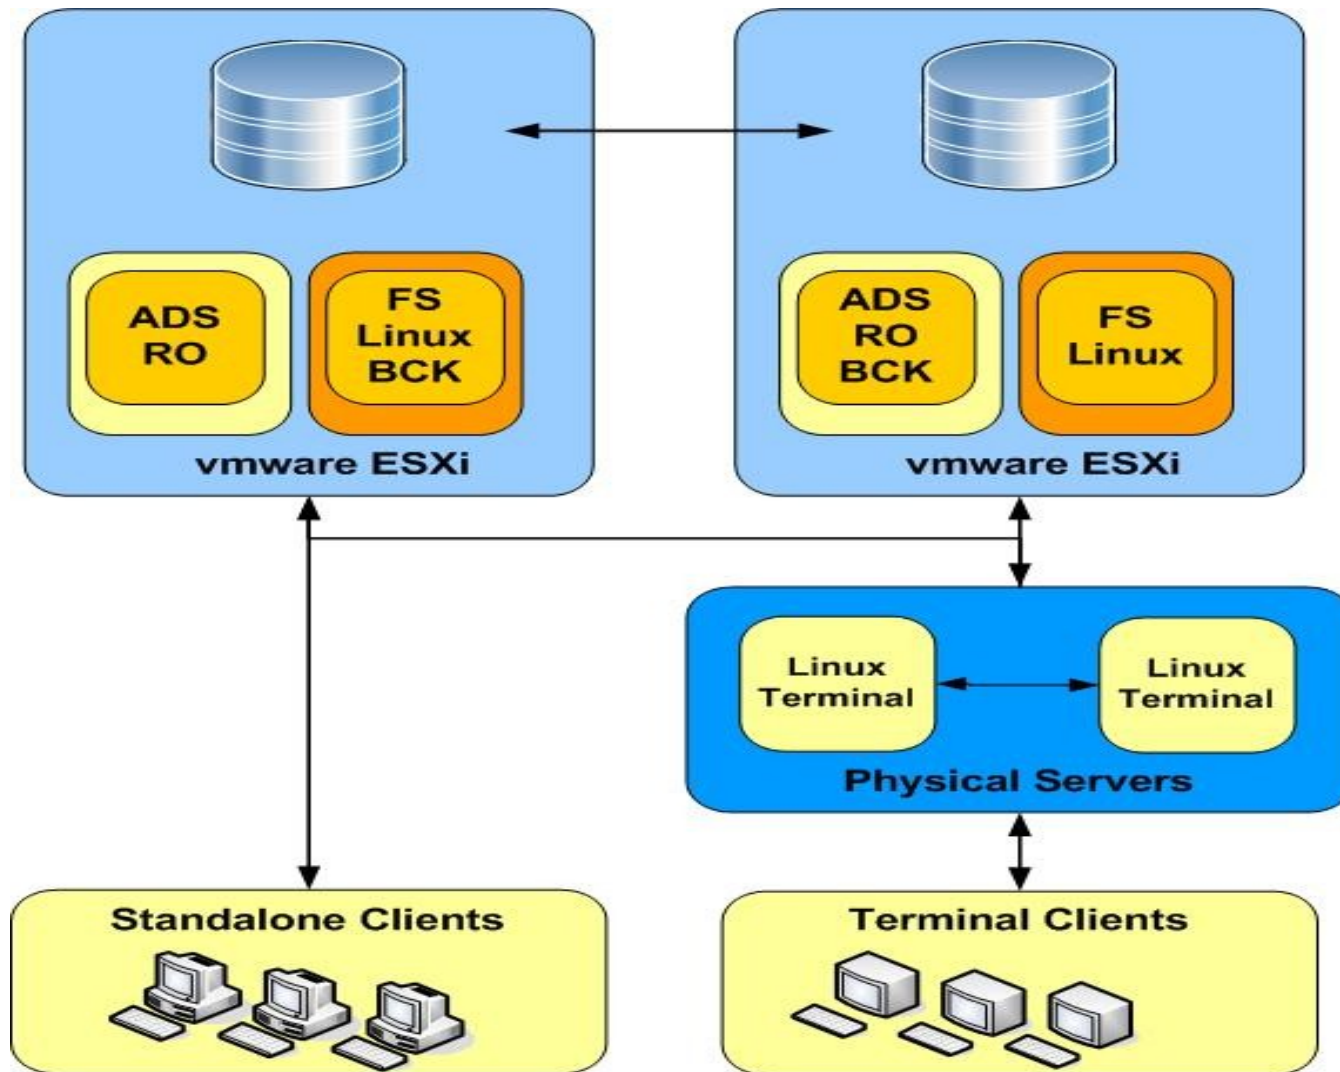 ADS
RO
FS
Linux
BCK
vmware ESXi
ADS
RO
BCK
FS
Linux
vmware ESXi
Linux
Terminal
Linux
Terminal
Physical Servers
Standalone Clients
Terminal Clients